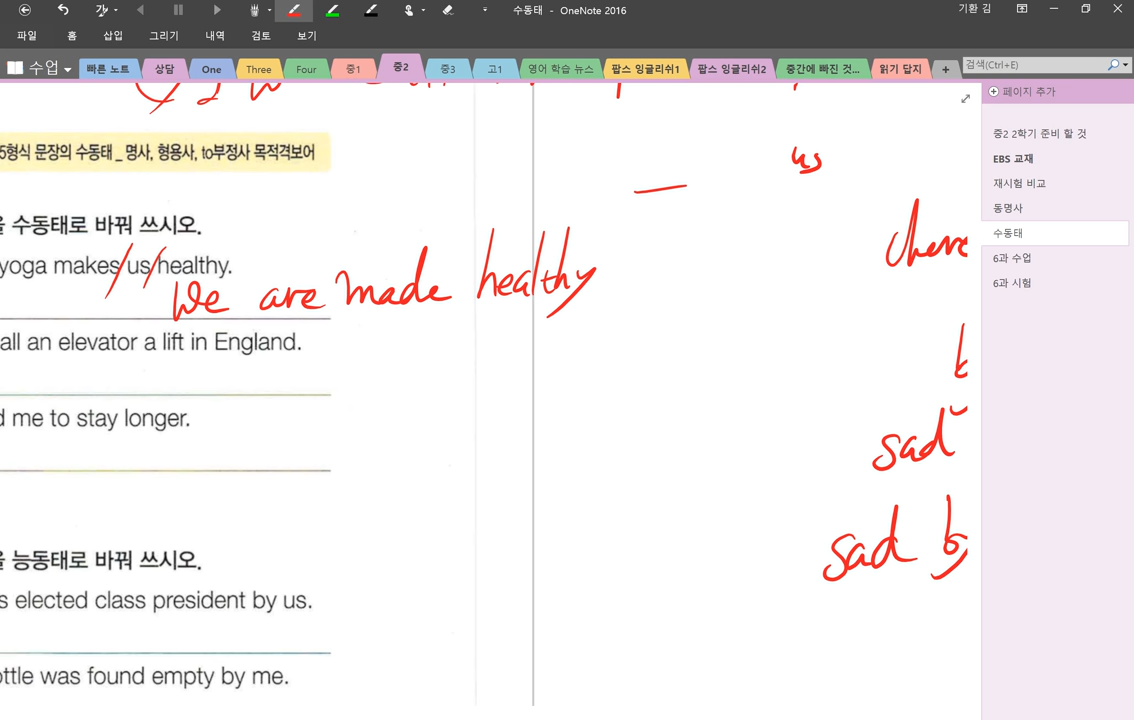 수동태 - OneNote 2016
기환 김
파일 홈 삽입 그리기 내역 검토 보기
수업 빠른 노트 상담 One Three Four 중1 중2 중3 고1 영어 학습 뉴스 팝스 잉글리쉬1 팝스 잉글리쉬2 중간에 빠진 것... 읽기 답지 + 검색(Ctrl+E)
페이지 추가
중2 2학기 준비 할 것
EBS 교재
재시험 비교
동명사
수동태
6과 수업
6과 시험
5형식 문장의 수동태 _ 명사, 형용사, to부정사 목적격보어
us
을 수동태로 바꿔 쓰시오.
yoga makes us healthy.
We are made healthy
all an elevator a lift in England.
d me to stay longer.
sad
sad by
을 능동태로 바꿔 쓰시오.
s elected class president by us.
ottle was found empty by me.